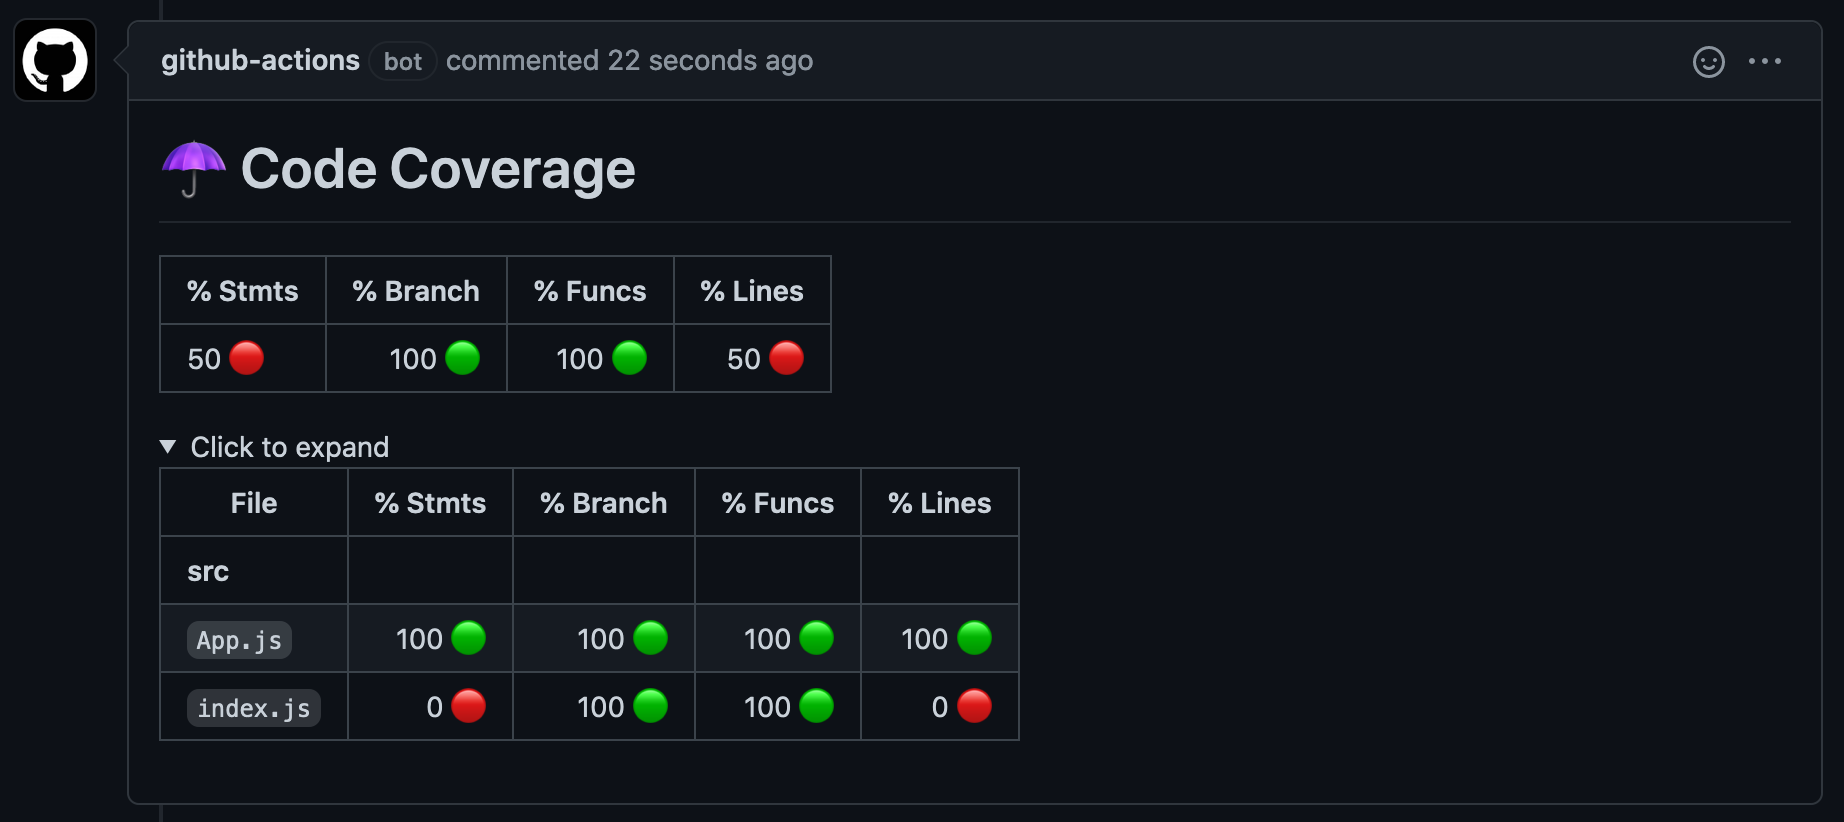 github-actions bot commented 22 seconds ago
Code Coverage
% Stmts % Branch % Funcs % Lines
50 100 100 50
Click to expand
File % Stmts % Branch % Funcs % Lines
src
App.js 100 100 100 100
index.js 0 100 100 0